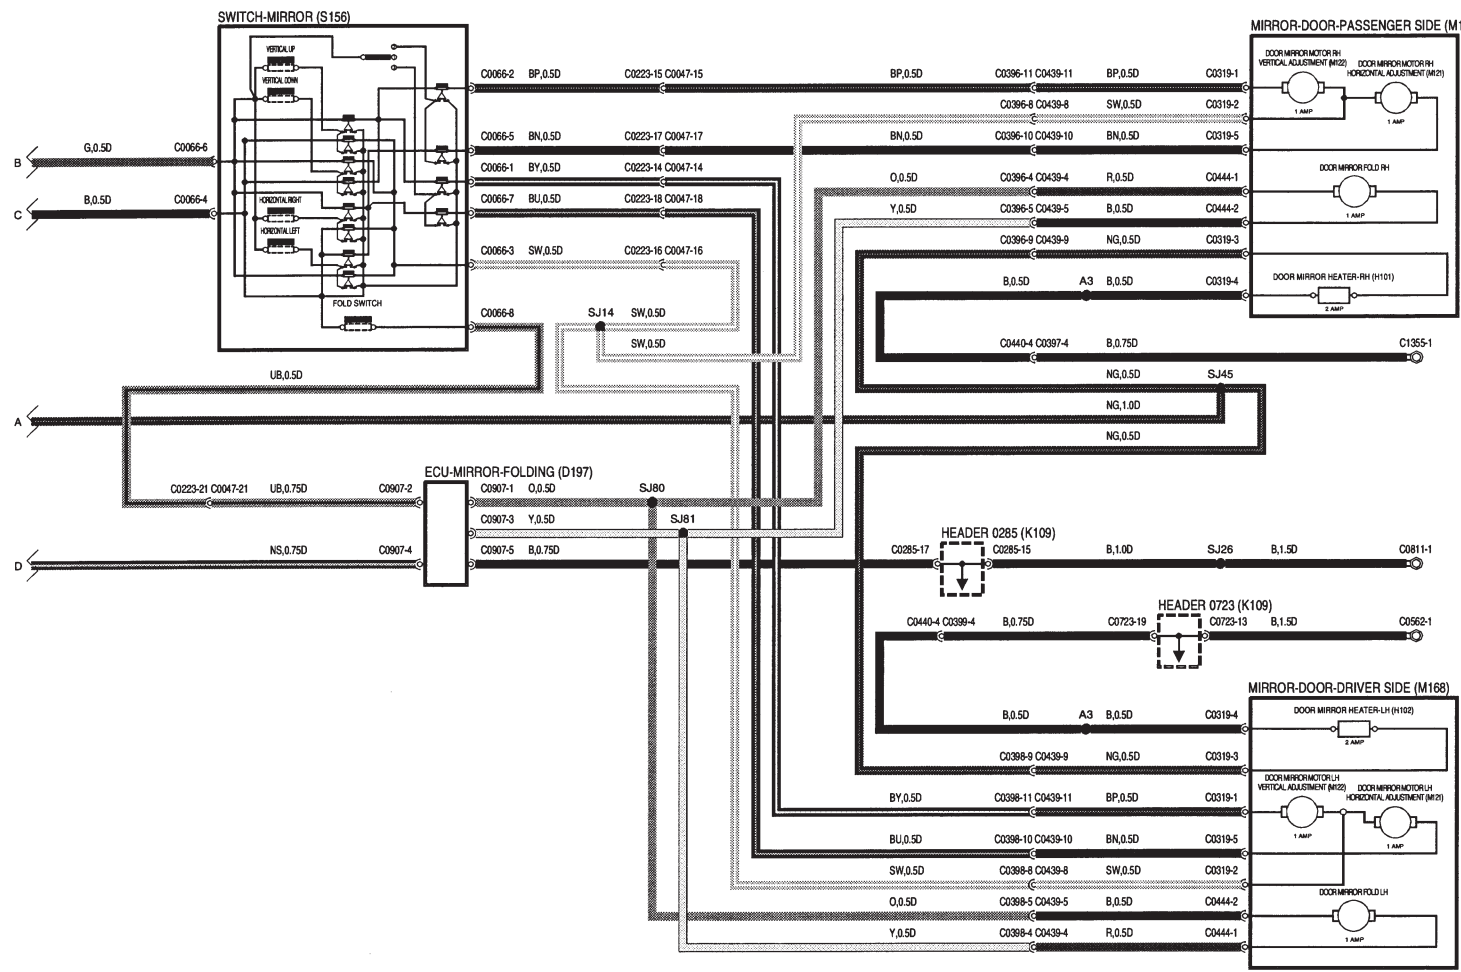 SWITCH-MIRROR (S156)
MIRROR-DOOR-PASSENGER SIDE (M1
VERTICAL UP
VERTICAL DOWN
HORIZONTAL RIGHT
HORIZONTAL LEFT
FOLD SWITCH
B G,0.5D C0066-6
C B,0.5D C0066-4
C0066-2 BP,0.5D C0223-15 C0047-15 BP,0.5D C0396-11 C0439-11 BP,0.5D C0319-1
C0396-8 C0439-8 SW,0.5D C0319-2
C0066-5 BN,0.5D C0223-17 C0047-17 BN,0.5D C0396-10 C0439-10 BN,0.5D C0319-5
C0066-1 BY,0.5D C0223-14 C0047-14
O,0.5D C0396-4 C0439-4 R,0.5D C0444-1
C0066-7 BU,0.5D C0223-18 C0047-18
Y,0.5D C0396-5 C0439-5 B,0.5D C0444-2
C0396-9 C0439-9 NG,0.5D C0319-3
C0066-3 SW,0.5D C0223-16 C0047-16
B,0.5D A3 B,0.5D C0319-4
DOOR MIRROR MOTOR RH
VERTICAL ADJUSTMENT (M122)
1 AMP
DOOR MIRROR MOTOR RH
HORIZONTAL ADJUSTMENT (M121)
1 AMP
DOOR MIRROR FOLD RH
1 AMP
DOOR MIRROR HEATER-RH (H101)
2 AMP
C0066-8
SJ14 SW,0.5D
SW,0.5D
C0440-4 C0397-4 B,0.75D C1355-1
UB,0.5D
NG,0.5D SJ45
A NG,1.0D
NG,0.5D
ECU-MIRROR-FOLDING (D197)
C0223-21 C0047-21 UB,0.75D C0907-2
C0907-1 O,0.5D SJ80
C0907-3 Y,0.5D SJ81
D NS,0.75D C0907-4
C0907-5 B,0.75D
HEADER 0285 (K109)
C0285-17 C0285-15 B,1.0D SJ26 B,1.5D C0811-1
HEADER 0723 (K109)
C0440-4 C0399-4 B,0.75D C0723-19 C0723-13 B,1.5D C0562-1
MIRROR-DOOR-DRIVER SIDE (M168)
B,0.5D A3 B,0.5D C0319-4
DOOR MIRROR HEATER-LH (H102)
2 AMP
C0398-9 C0439-9 NG,0.5D C0319-3
DOOR MIRROR MOTOR LH
VERTICAL ADJUSTMENT (M122)
1 AMP
DOOR MIRROR MOTOR LH
HORIZONTAL ADJUSTMENT (M121)
1 AMP
BY,0.5D C0398-11 C0439-11 BP,0.5D C0319-1
BU,0.5D C0398-10 C0439-10 BN,0.5D C0319-5
SW,0.5D C0398-8 C0439-8 SW,0.5D C0319-2
DOOR MIRROR FOLD LH
1 AMP
O,0.5D C0398-5 C0439-5 B,0.5D C0444-2
Y,0.5D C0398-4 C0439-4 R,0.5D C0444-1